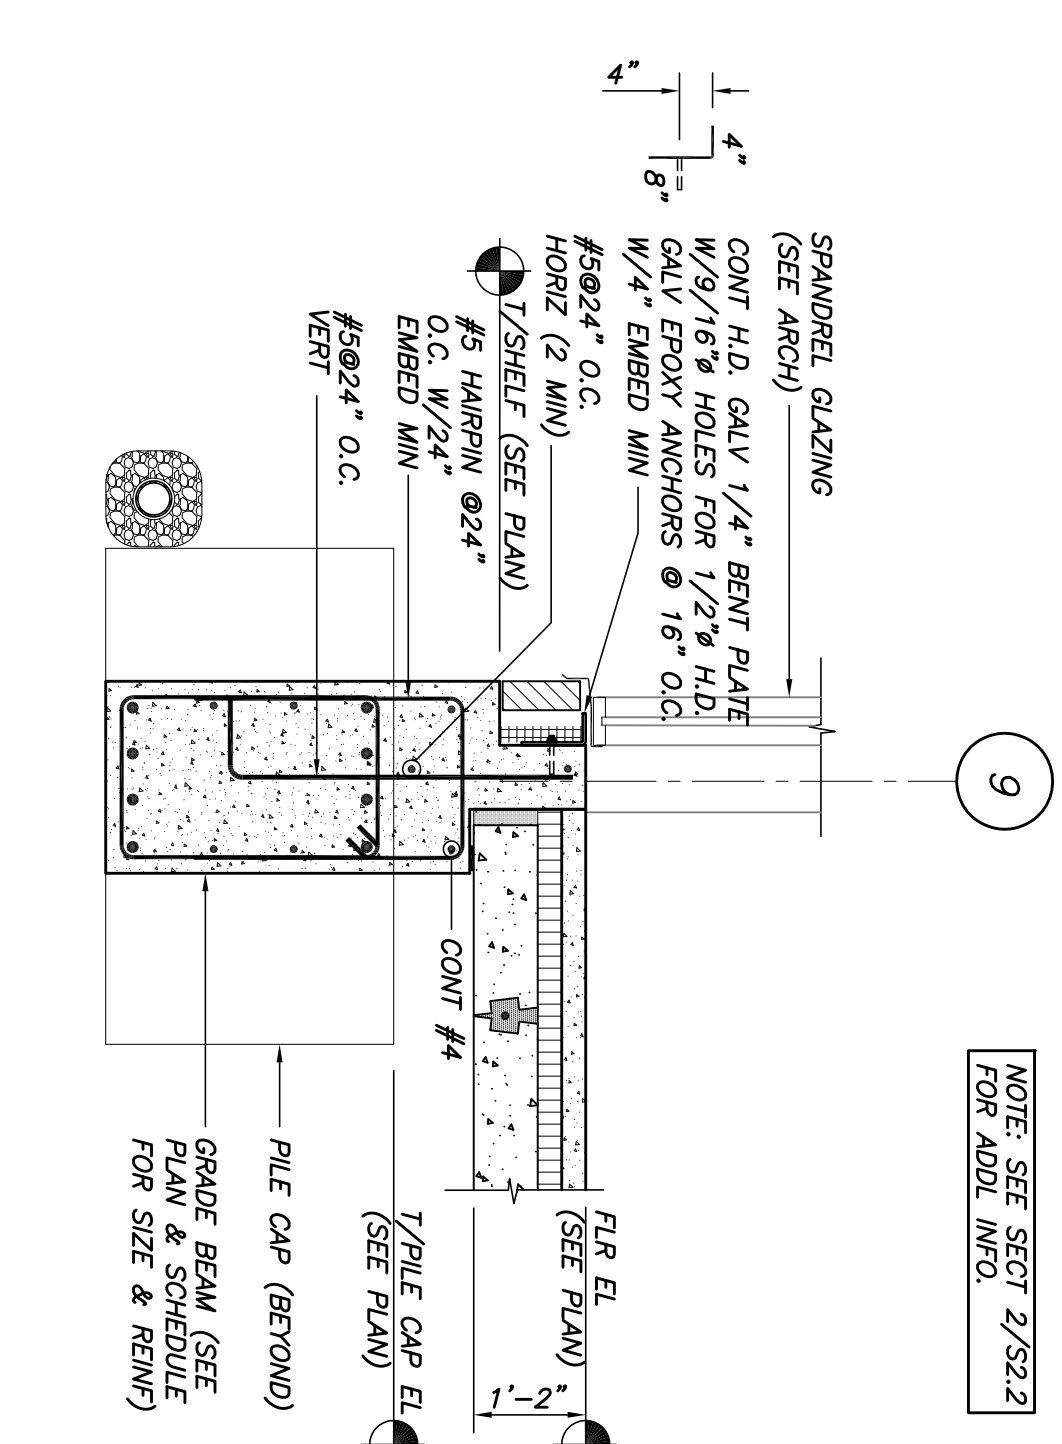 9
NOTE: SEE SECT 2/S2.2
FOR ADDL INFO.
SPANDREL GLAZING
(SEE ARCH)
4"
4"
8"
CONT H.D. GALV 1/4" BENT PLATE
W/9/16"ø HOLES FOR 1/2"ø H.D.
GALV EPOXY ANCHORS @ 16" O.C.
W/4" EMBED MIN
#5@24" O.C.
HORIZ (2 MIN)
T/SHELF (SEE PLAN)
#5 HAIRPIN @24"
O.C. W/24"
EMBED MIN
#5@24" O.C.
VERT
CONT #4
FLR EL
(SEE PLAN)
1'-2"
T/PILE CAP EL
(SEE PLAN)
PILE CAP (BEYOND)
GRADE BEAM (SEE
PLAN & SCHEDULE
FOR SIZE & REINF)